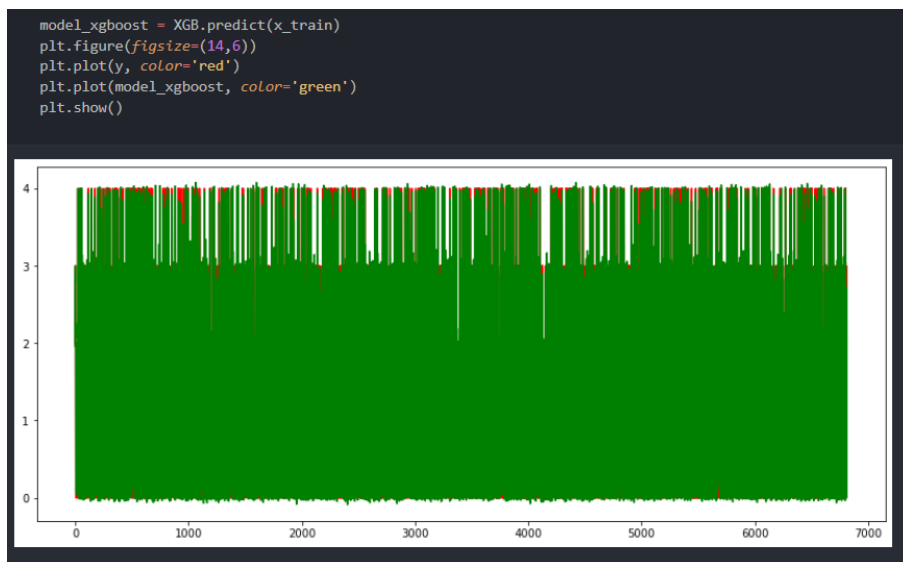 model_xgboost = XGB.predict(x_train)
plt.figure(figsize=(14,6))
plt.plot(y, color='red')
plt.plot(model_xgboost, color='green')
plt.show()
4
3
2
1
0
0 1000 2000 3000 4000 5000 6000 7000